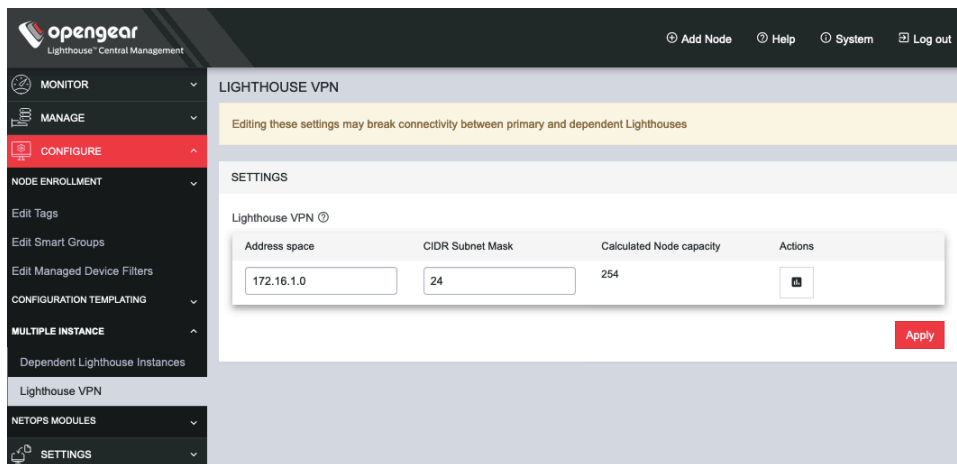 opengear
Lighthouse™ Central Management
Add Node
Help
System
Log out
MONITOR
MANAGE
CONFIGURE
NODE ENROLLMENT
Edit Tags
Edit Smart Groups
Edit Managed Device Filters
CONFIGURATION TEMPLATING
MULTIPLE INSTANCE
Dependent Lighthouse Instances
Lighthouse VPN
NETOPS MODULES
SETTINGS
LIGHTHOUSE VPN
Editing these settings may break connectivity between primary and dependent Lighthouses
SETTINGS
Lighthouse VPN
Address space CIDR Subnet Mask Calculated Node capacity Actions
172.16.1.0 24 254
Apply